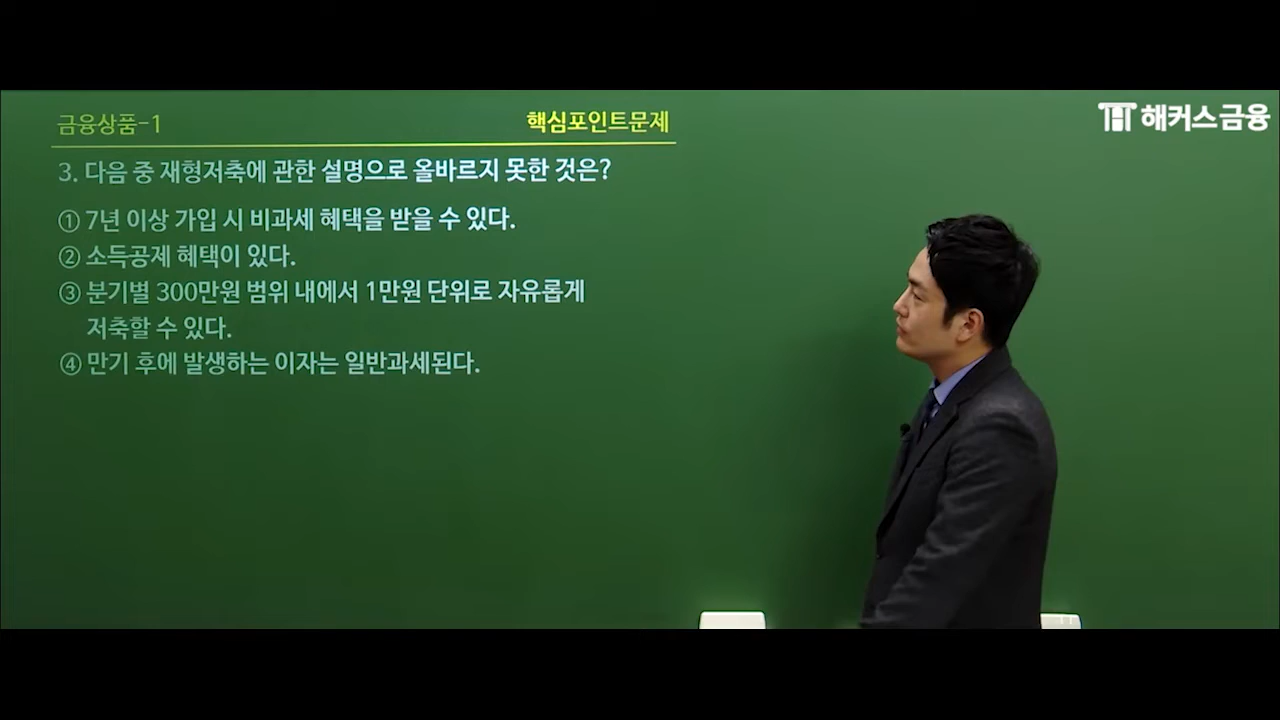 금융상품-1
핵심포인트문제
해커스금융
3. 다음 중 재형저축에 관한 설명으로 올바르지 못한 것은?
① 7년 이상 가입 시 비과세 혜택을 받을 수 있다.
② 소득공제 혜택이 있다.
③ 분기별 300만원 범위 내에서 1만원 단위로 자유롭게
저축할 수 있다.
④ 만기 후에 발생하는 이자는 일반과세된다.